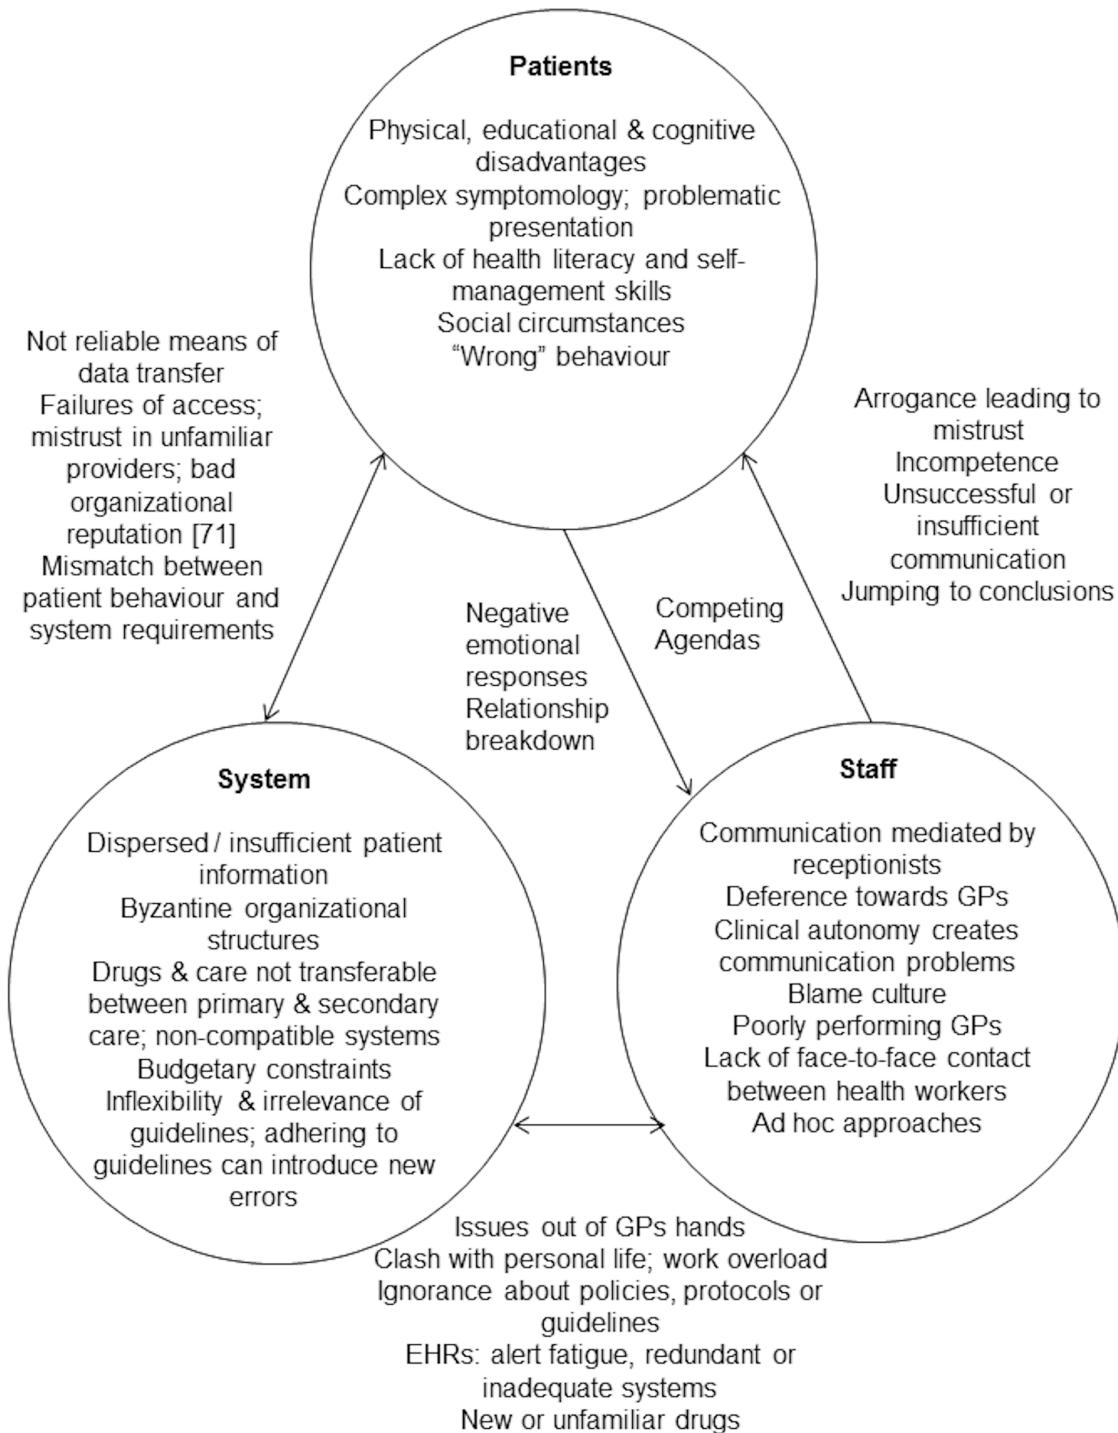 Patients
Physical, educational & cognitive
disadvantages
Complex symptomology; problematic
presentation
Lack of health literacy and self-
management skills
Social circumstances
“Wrong” behaviour
Not reliable means of
data transfer
Failures of access;
mistrust in unfamiliar
providers; bad
organizational
reputation [71]
Mismatch between
patient behaviour and
system requirements
Negative
emotional
responses
Relationship
breakdown
Competing
Agendas
Arrogance leading to
mistrust
Incompetence
Unsuccessful or
insufficient
communication
Jumping to conclusions
System
Dispersed / insufficient patient
information
Byzantine organizational
structures
Drugs & care not transferable
between primary & secondary
care; non-compatible systems
Budgetary constraints
Inflexibility & irrelevance of
guidelines; adhering to
guidelines can introduce new
errors
Staff
Communication mediated by
receptionists
Deference towards GPs
Clinical autonomy creates
communication problems
Blame culture
Poorly performing GPs
Lack of face-to-face contact
between health workers
Ad hoc approaches
Issues out of GPs hands
Clash with personal life; work overload
Ignorance about policies, protocols or
guidelines
EHRs: alert fatigue, redundant or
inadequate systems
New or unfamiliar drugs